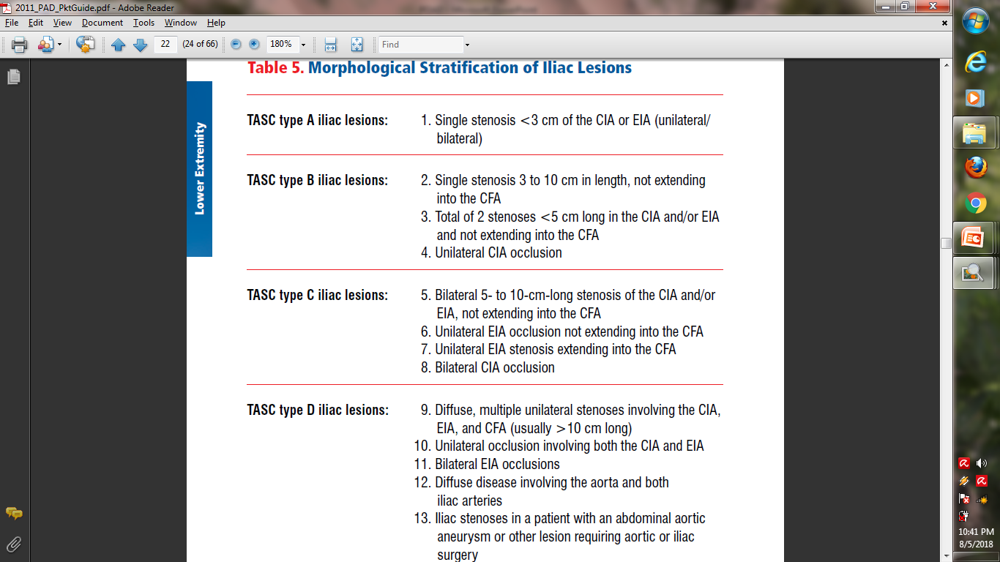 2011_PAD_PktGuide.pdf - Adobe Reader
File Edit View Document Tools Window Help
22 (24 of 66) 180% Find
Table 5. Morphological Stratification of Iliac Lesions
Lower Extremity
TASC type A iliac lesions: 1. Single stenosis <3 cm of the CIA or EIA (unilateral/
bilateral)
TASC type B iliac lesions: 2. Single stenosis 3 to 10 cm in length, not extending
into the CFA
3. Total of 2 stenoses <5 cm long in the CIA and/or EIA
and not extending into the CFA
4. Unilateral CIA occlusion
TASC type C iliac lesions: 5. Bilateral 5- to 10-cm-long stenosis of the CIA and/or
EIA, not extending into the CFA
6. Unilateral EIA occlusion not extending into the CFA
7. Unilateral EIA stenosis extending into the CFA
8. Bilateral CIA occlusion
TASC type D iliac lesions: 9. Diffuse, multiple unilateral stenoses involving the CIA,
EIA, and CFA (usually >10 cm long)
10. Unilateral occlusion involving both the CIA and EIA
11. Bilateral EIA occlusions
12. Diffuse disease involving the aorta and both
iliac arteries
13. Iliac stenoses in a patient with an abdominal aortic
aneurysm or other lesion requiring aortic or iliac
surgery
10:41 PM
8/5/2018